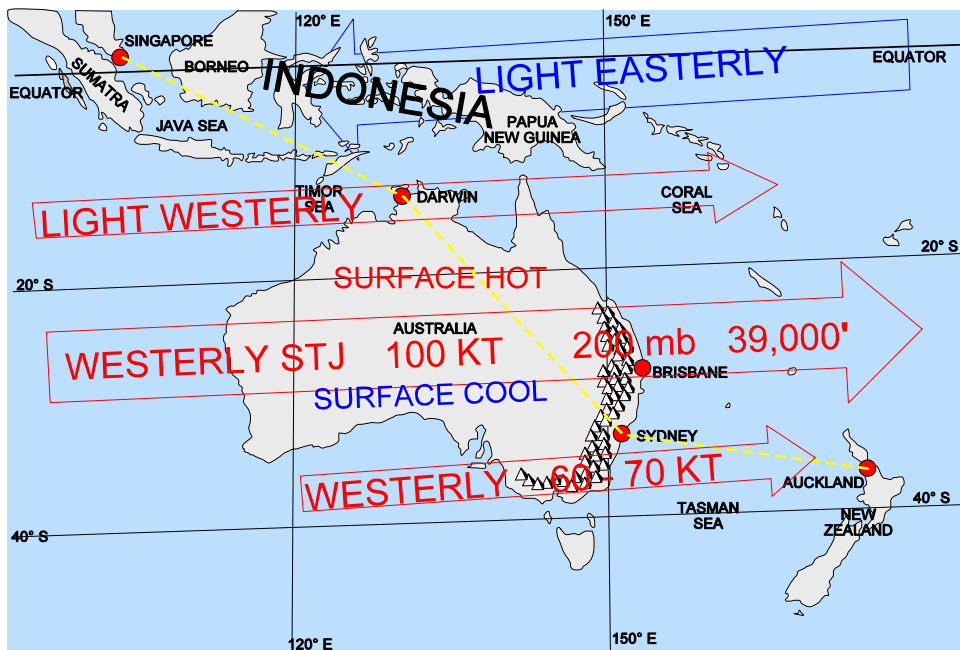 120° E
150° E
SINGAPORE
BORNEO
EQUATOR
SUMATRA
EQUATOR
INDONESIA
LIGHT EASTERLY
JAVA SEA
PAPUA
NEW GUINEA
TIMOR
SEA
DARWIN
CORAL
SEA
LIGHT WESTERLY
20° S
20° S
SURFACE HOT
AUSTRALIA
WESTERLY STJ 100 KT 200 mb 39,000'
BRISBANE
SURFACE COOL
SYDNEY
WESTERLY 60 - 70 KT
AUCKLAND
TASMAN
SEA
40° S
NEW
ZEALAND
40° S
120° E
150° E